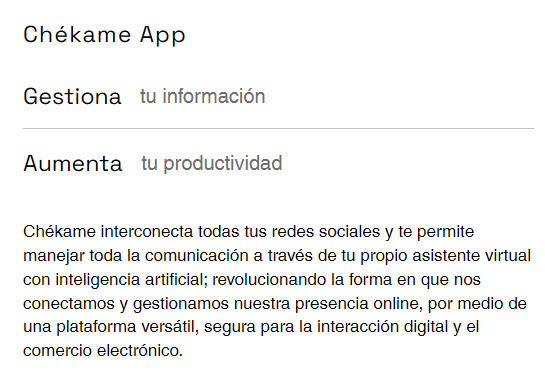 Chékame App
Gestiona tu información
Aumenta tu productividad
Chékame interconecta todas tus redes sociales y te permite
manejar toda la comunicación a través de tu propio asistente virtual
con inteligencia artificial; revolucionando la forma en que nos
conectamos y gestionamos nuestra presencia online, por medio de
una plataforma versátil, segura para la interacción digital y el
comercio electrónico.